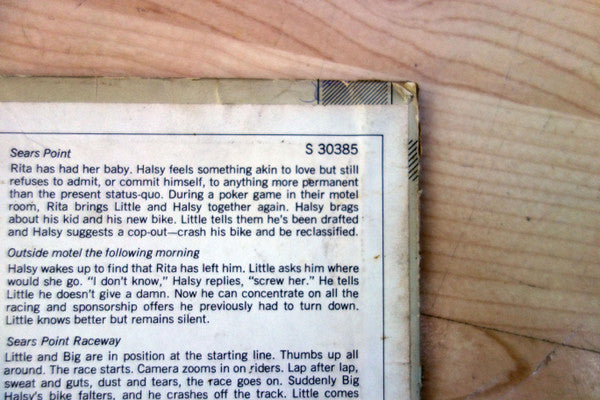 Sears Point
S 30385
Rita has had her baby. Halsy feels something akin to love but still
refuses to admit, or commit himself, to anything more permanent
than the present status-quo. During a poker game in their motel
room, Rita brings Little and Halsy together again. Halsy brags
about his kid and his new bike. Little tells them he's been drafted
and Halsy suggests a cop-out—crash his bike and be reclassified.
Outside motel the following morning
Halsy wakes up to find that Rita has left him. Little asks him where
would she go. "I don't know," Halsy replies, "screw her." He tells
Little he doesn't give a damn. Now he can concentrate on all the
racing and sponsorship offers he previously had to turn down.
Little knows better but remains silent.
Sears Point Raceway
Little and Big are in position at the starting line. Thumbs up all
around. The race starts. Camera zooms in on riders. Lap after lap,
sweat and guts, dust and tears, the race goes on. Suddenly Big
Halsy's bike falters, and he crashes off the track. Little comes